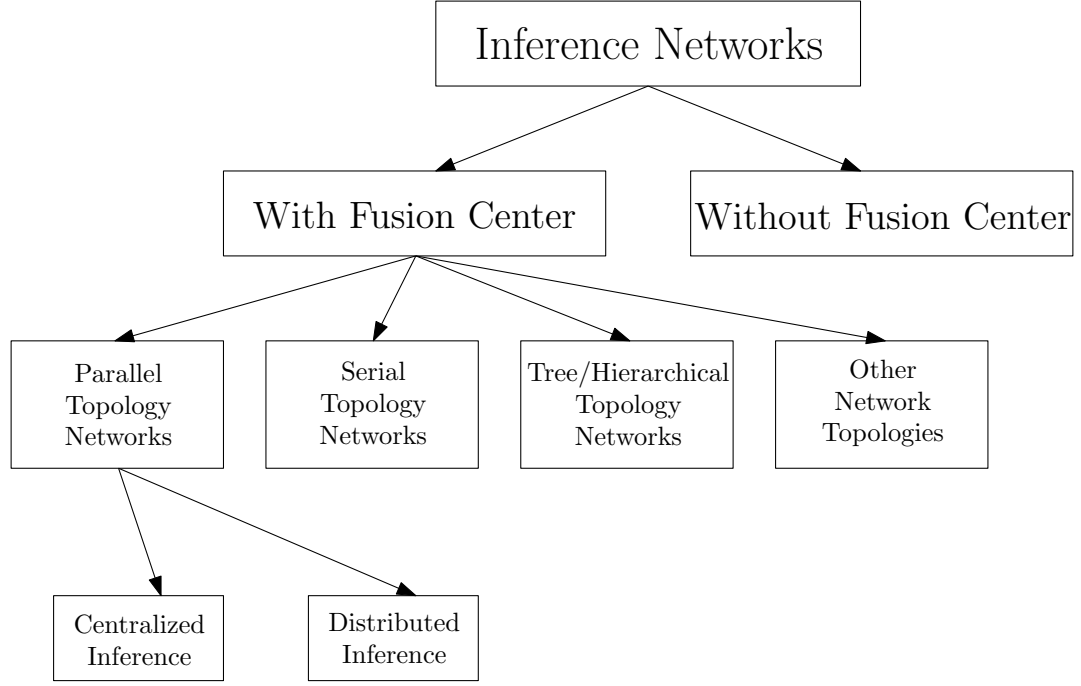 Inference Networks
With Fusion Center
Without Fusion Center
Parallel
Topology
Networks
Serial
Topology
Networks
Tree/Hierarchical
Topology
Networks
Other
Network
Topologies
Centralized
Inference
Distributed
Inference